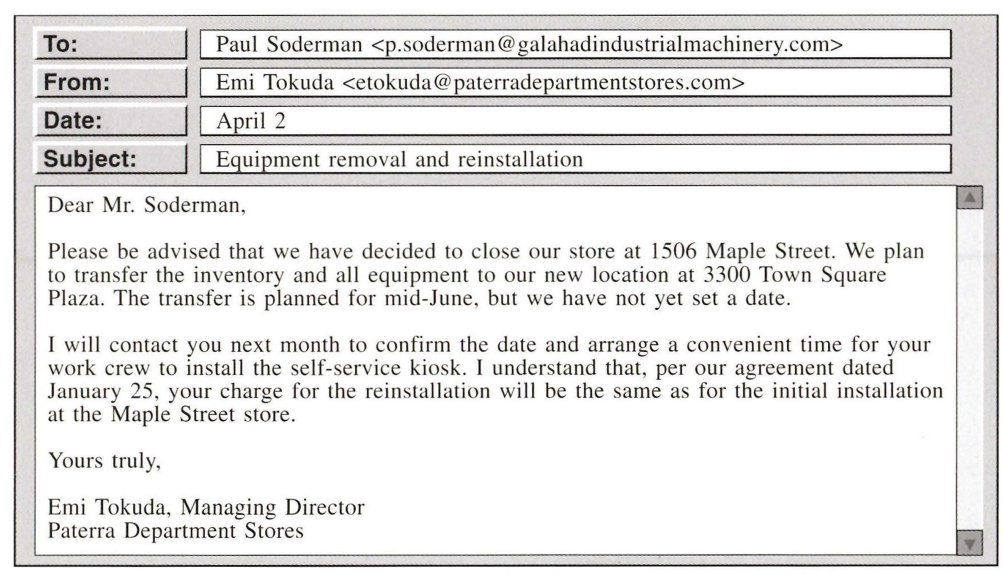 To: Paul Soderman <p.soderman@galahadindustrialmachinery.com>
From: Emi Tokuda <etokuda@paterradepartmentstores.com>
Date: April 2
Subject: Equipment removal and reinstallation
Dear Mr. Soderman,
Please be advised that we have decided to close our store at 1506 Maple Street. We plan
to transfer the inventory and all equipment to our new location at 3300 Town Square
Plaza. The transfer is planned for mid-June, but we have not yet set a date.
I will contact you next month to confirm the date and arrange a convenient time for your
work crew to install the self-service kiosk. I understand that, per our agreement dated
January 25, your charge for the reinstallation will be the same as for the initial installation
at the Maple Street store.
Yours truly,
Emi Tokuda, Managing Director
Paterra Department Stores